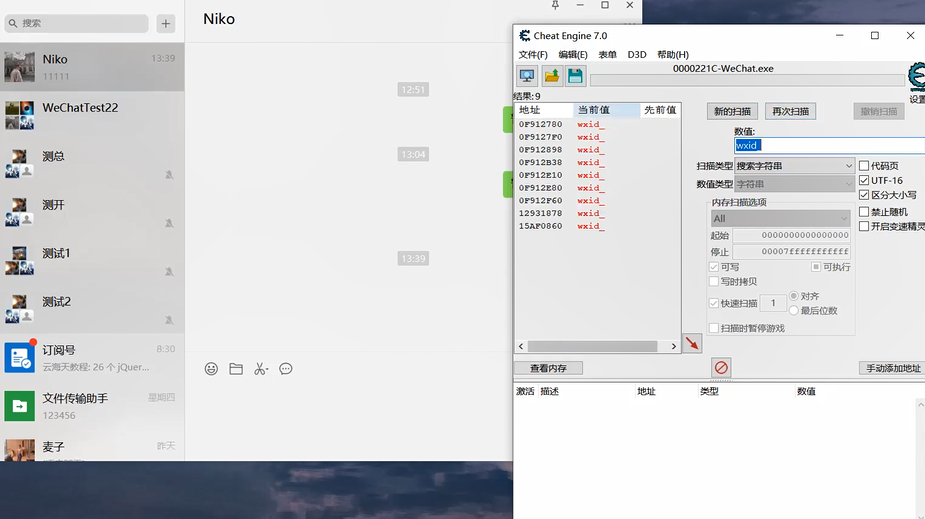 搜索
Niko
13:39
11111
WeChatTest22
测总
测开
测试1
测试2
订阅号
8:30
云海天教程: 26 个 jQuer...
文件传输助手
星期四
123456
麦子
昨天
Niko
12:51
13:04
13:39
Cheat Engine 7.0
文件(F) 编辑(E) 表单 D3D 帮助(H)
0000221C-WeChat.exe
设置
结果: 9
地址 当前值 先前值
0F912780 wxid_
0F9127F0 wxid_
0F912898 wxid_
0F912B38 wxid_
0F912E10 wxid_
0F912E80 wxid_
0F912F60 wxid_
12931878 wxid_
15AF0860 wxid_
新的扫描 再次扫描 撤销扫描
数值:
wxid_
扫描类型 搜索字符串
数值类型 字符串
代码页
UTF-16
区分大小写
内存扫描选项
All
起始 0000000000000000
停止 00007fffffffffff
可写 可执行
写时拷贝
快速扫描 1 对齐
最后位数
扫描时暂停游戏
禁止随机
开启变速精灵
查看内存
手动添加地址
激活 描述 地址 类型 数值